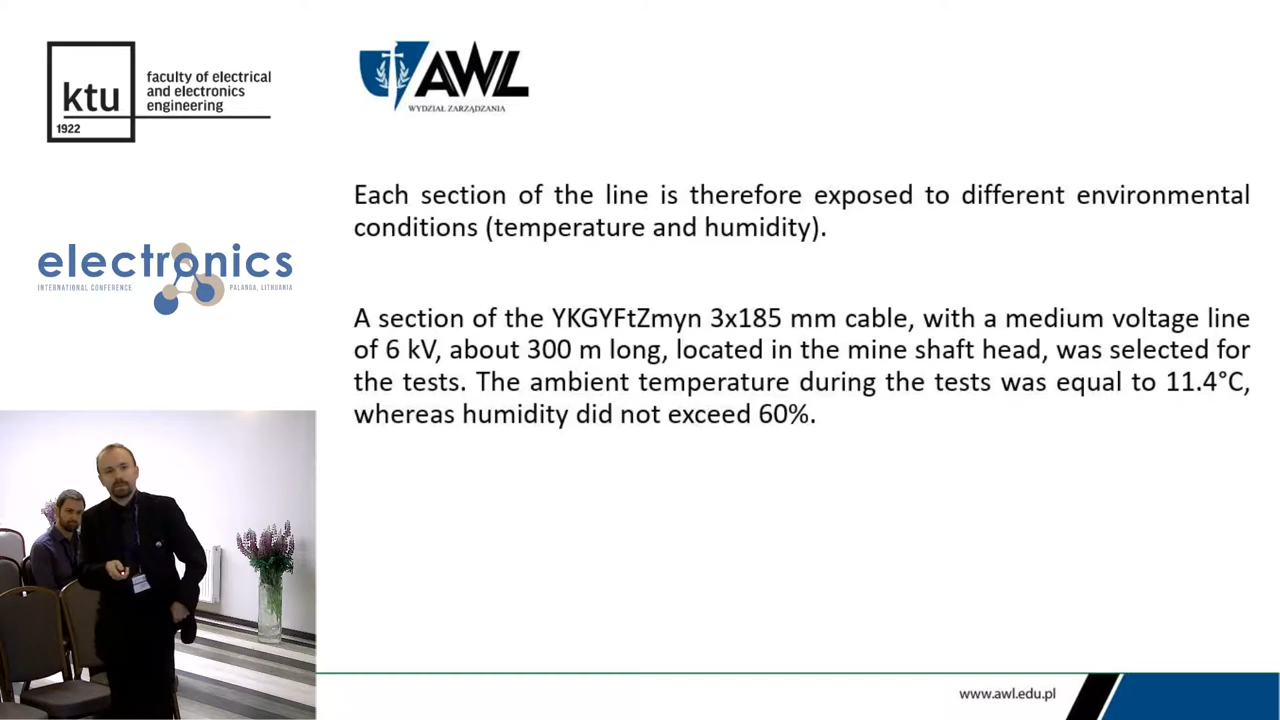 ktu
1922
faculty of electrical
and electronics
engineering
AWL
WYDZIAŁ ZARZĄDZANIA
electronics
INTERNATIONAL CONFERENCE
PALANGA, LITHUANIA
Each section of the line is therefore exposed to different environmental
conditions (temperature and humidity).
A section of the YKGYFtZmyn 3x185 mm cable, with a medium voltage line
of 6 kV, about 300 m long, located in the mine shaft head, was selected for
the tests. The ambient temperature during the tests was equal to 11.4°C,
whereas humidity did not exceed 60%.
www.awl.edu.pl